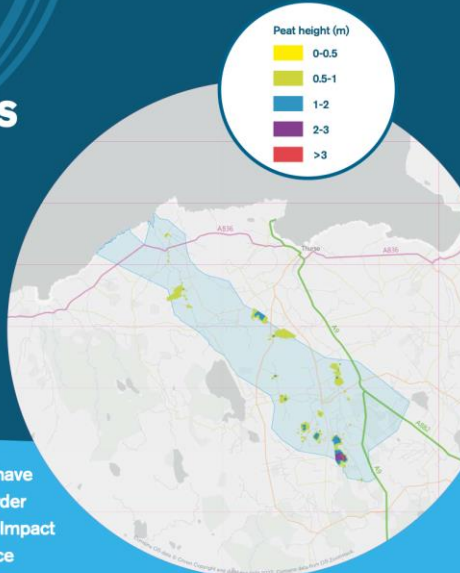 s
Peat height (m)
0-0.5
0.5-1
1-2
2-3
>3
A836
Thurso
A836
A9
A882
A9
have
der
Impact
ce